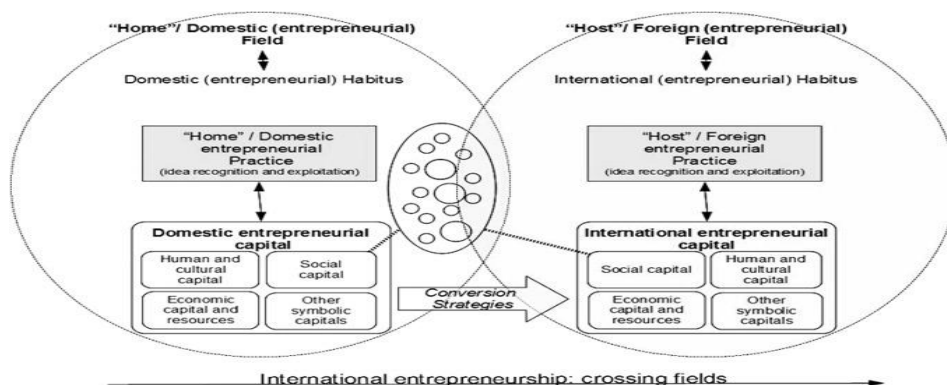 "Home"/ Domestic (entrepreneurial)
Field
Domestic (entrepreneurial) Habitus
"Home" / Domestic
entrepreneurial
Practice
(idea recognition and exploitation)
Domestic entrepreneurial
capital
Human and
cultural
capital
Social
capital
Economic
capital and
resources
Other
symbolic
capitals
Conversion
Strategies
"Host"/ Foreign (entrepreneurial)
Field
International (entrepreneurial) Habitus
"Host" / Foreign
entrepreneurial
Practice
(idea recognition and exploitation)
International entrepreneurial
capital
Social capital
Human and
cultural
capital
Economic
capital and
resources
Other
symbolic
capitals
International entrepreneurship: crossing fields